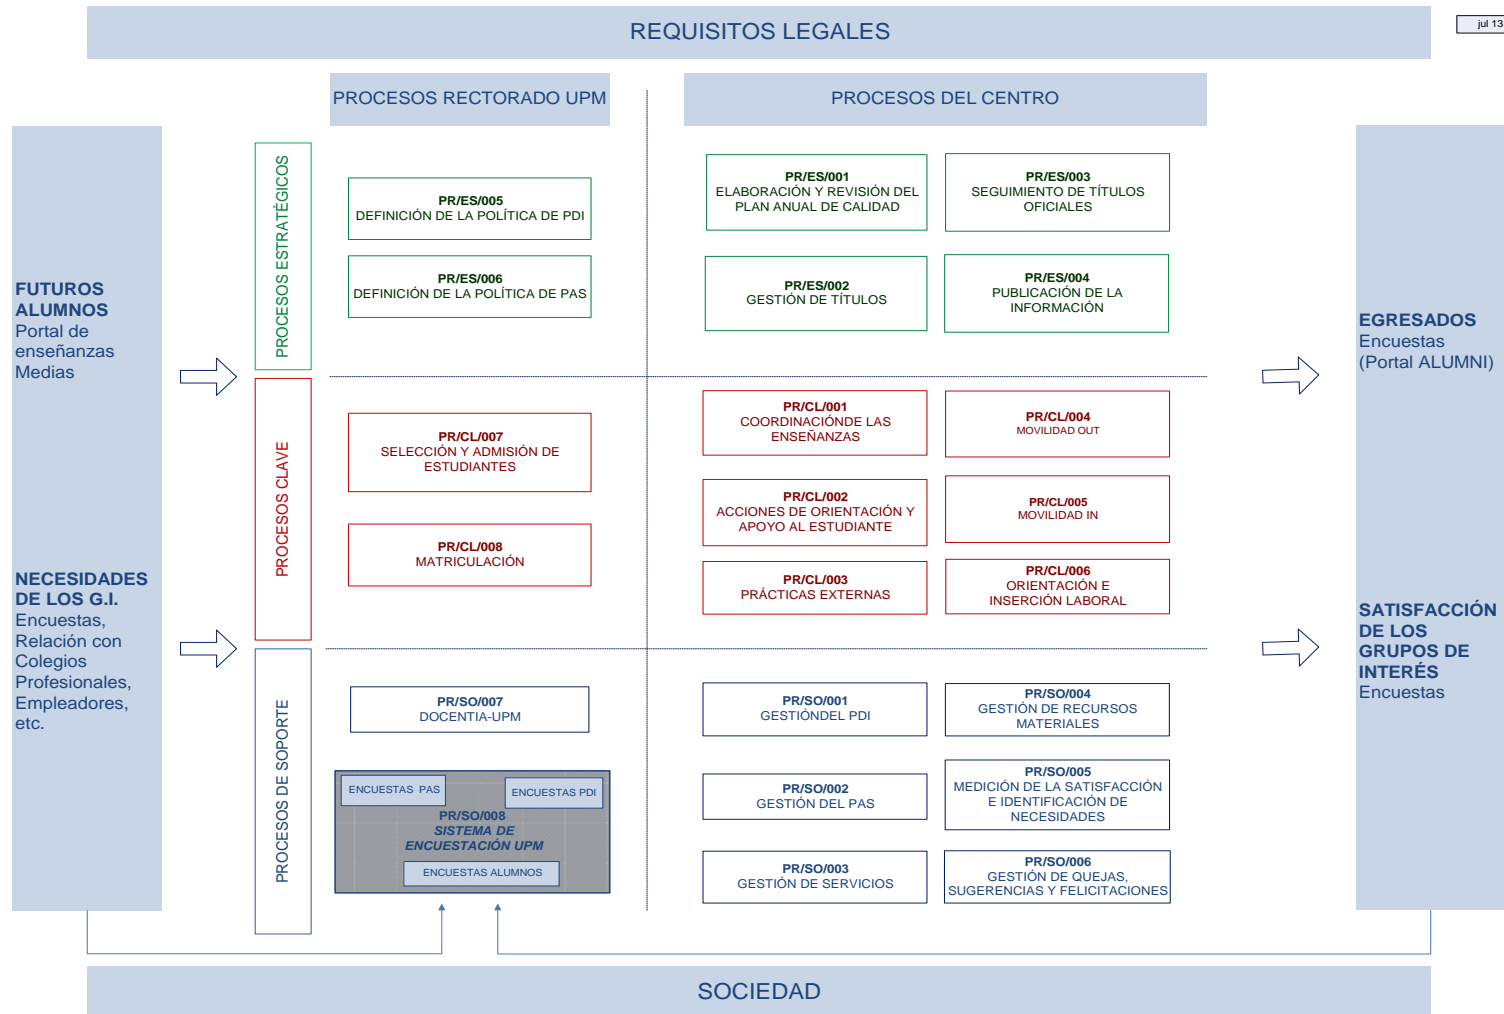 REQUISITOS LEGALES
jul 13
PROCESOS RECTORADO UPM
PROCESOS DEL CENTRO
FUTUROS
ALUMNOS
Portal de
enseñanzas
Medias
NECESIDADES
DE LOS G.I.
Encuestas,
Relación con
Colegios
Profesionales,
Empleadores,
etc.
PROCESOS ESTRATÉGICOS
PR/ES/005
DEFINICIÓN DE LA POLÍTICA DE PDI
PR/ES/006
DEFINICIÓN DE LA POLÍTICA DE PAS
PR/ES/001
ELABORACIÓN Y REVISIÓN DEL
PLAN ANUAL DE CALIDAD
PR/ES/003
SEGUIMIENTO DE TÍTULOS
OFICIALES
PR/ES/002
GESTIÓN DE TÍTULOS
PR/ES/004
PUBLICACIÓN DE LA
INFORMACIÓN
PROCESOS CLAVE
PR/CL/007
SELECCIÓN Y ADMISIÓN DE
ESTUDIANTES
PR/CL/008
MATRICULACIÓN
PR/CL/001
COORDINACIÓNDE LAS
ENSEÑANZAS
PR/CL/004
MOVILIDAD OUT
PR/CL/002
ACCIONES DE ORIENTACIÓN Y
APOYO AL ESTUDIANTE
PR/CL/005
MOVILIDAD IN
PR/CL/003
PRÁCTICAS EXTERNAS
PR/CL/006
ORIENTACIÓN E
INSERCIÓN LABORAL
PROCESOS DE SOPORTE
PR/SO/007
DOCENTIA-UPM
ENCUESTAS PAS
ENCUESTAS PDI
PR/SO/008
SISTEMA DE
ENCUESTACIÓN UPM
ENCUESTAS ALUMNOS
PR/SO/001
GESTIÓNDEL PDI
PR/SO/004
GESTIÓN DE RECURSOS
MATERIALES
PR/SO/002
GESTIÓN DEL PAS
PR/SO/005
MEDICIÓN DE LA SATISFACCIÓN
E IDENTIFICACIÓN DE
NECESIDADES
PR/SO/003
GESTIÓN DE SERVICIOS
PR/SO/006
GESTIÓN DE QUEJAS,
SUGERENCIAS Y FELICITACIONES
EGRESADOS
Encuestas
(Portal ALUMNI)
SATISFACCIÓN
DE LOS
GRUPOS DE
INTERÉS
Encuestas
SOCIEDAD